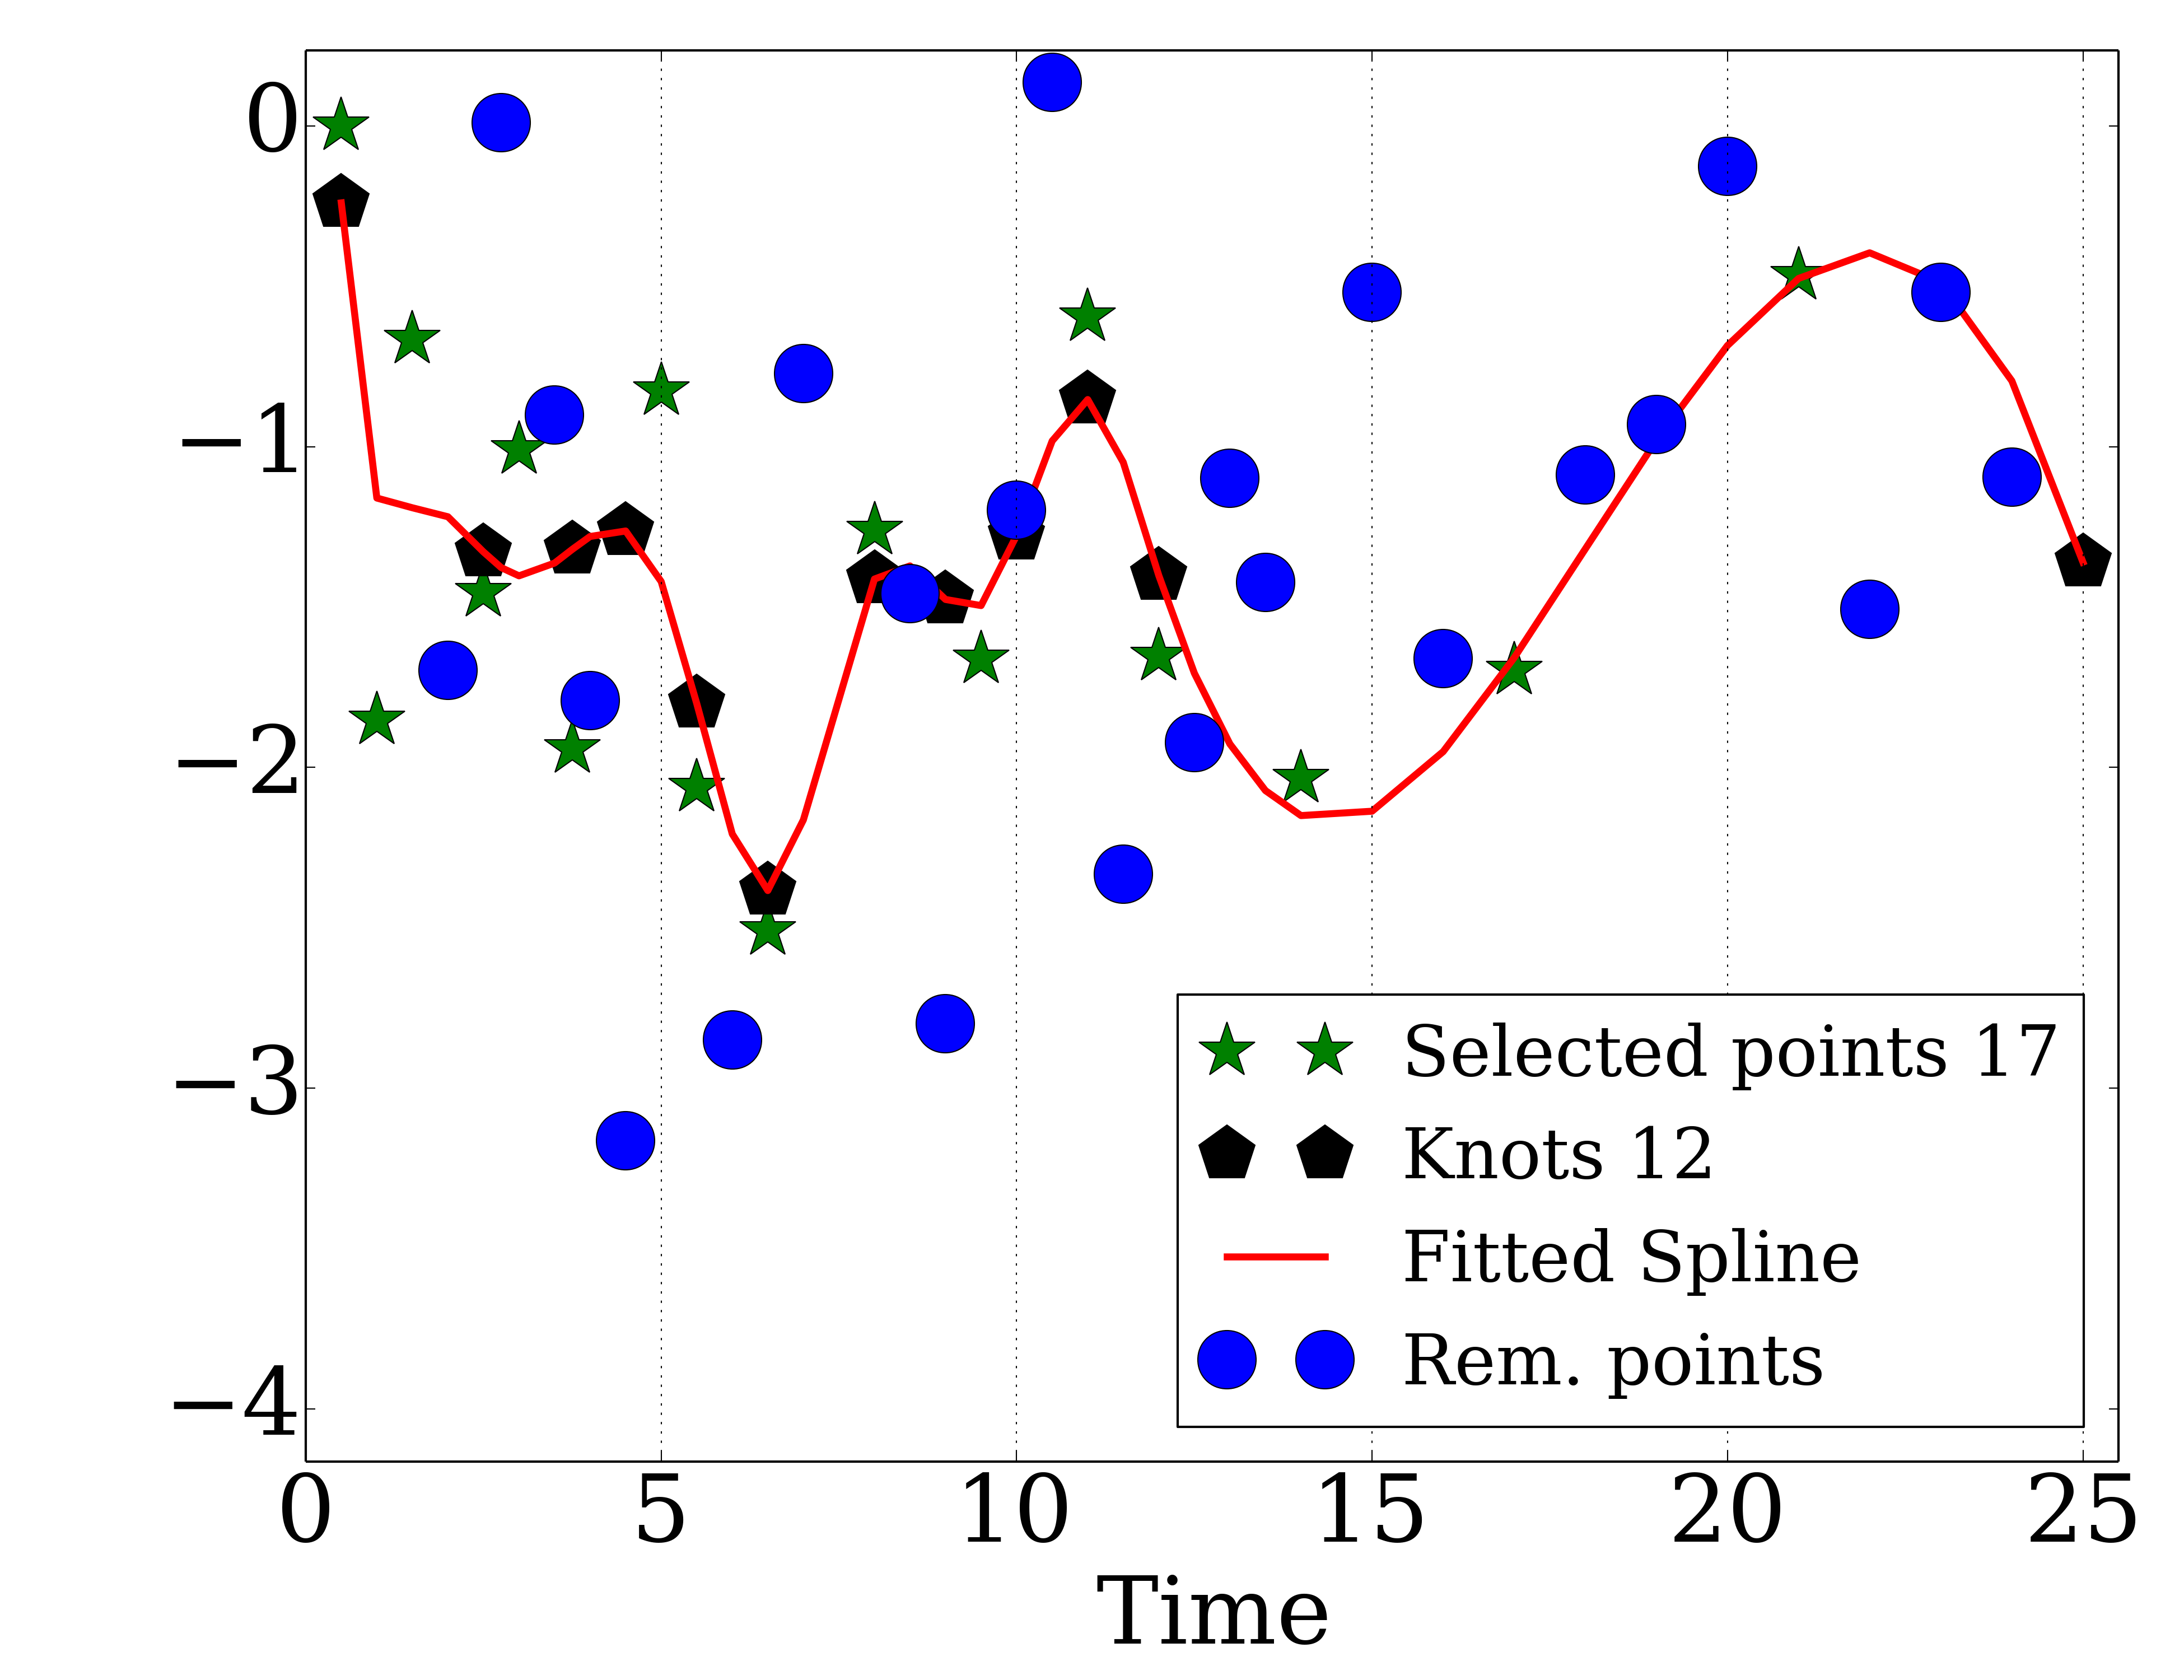 0
−1
−2
−3
−4
Selected points 17
Knots 12
Fitted Spline
Rem. points
0 5 10 15 20 25
Time